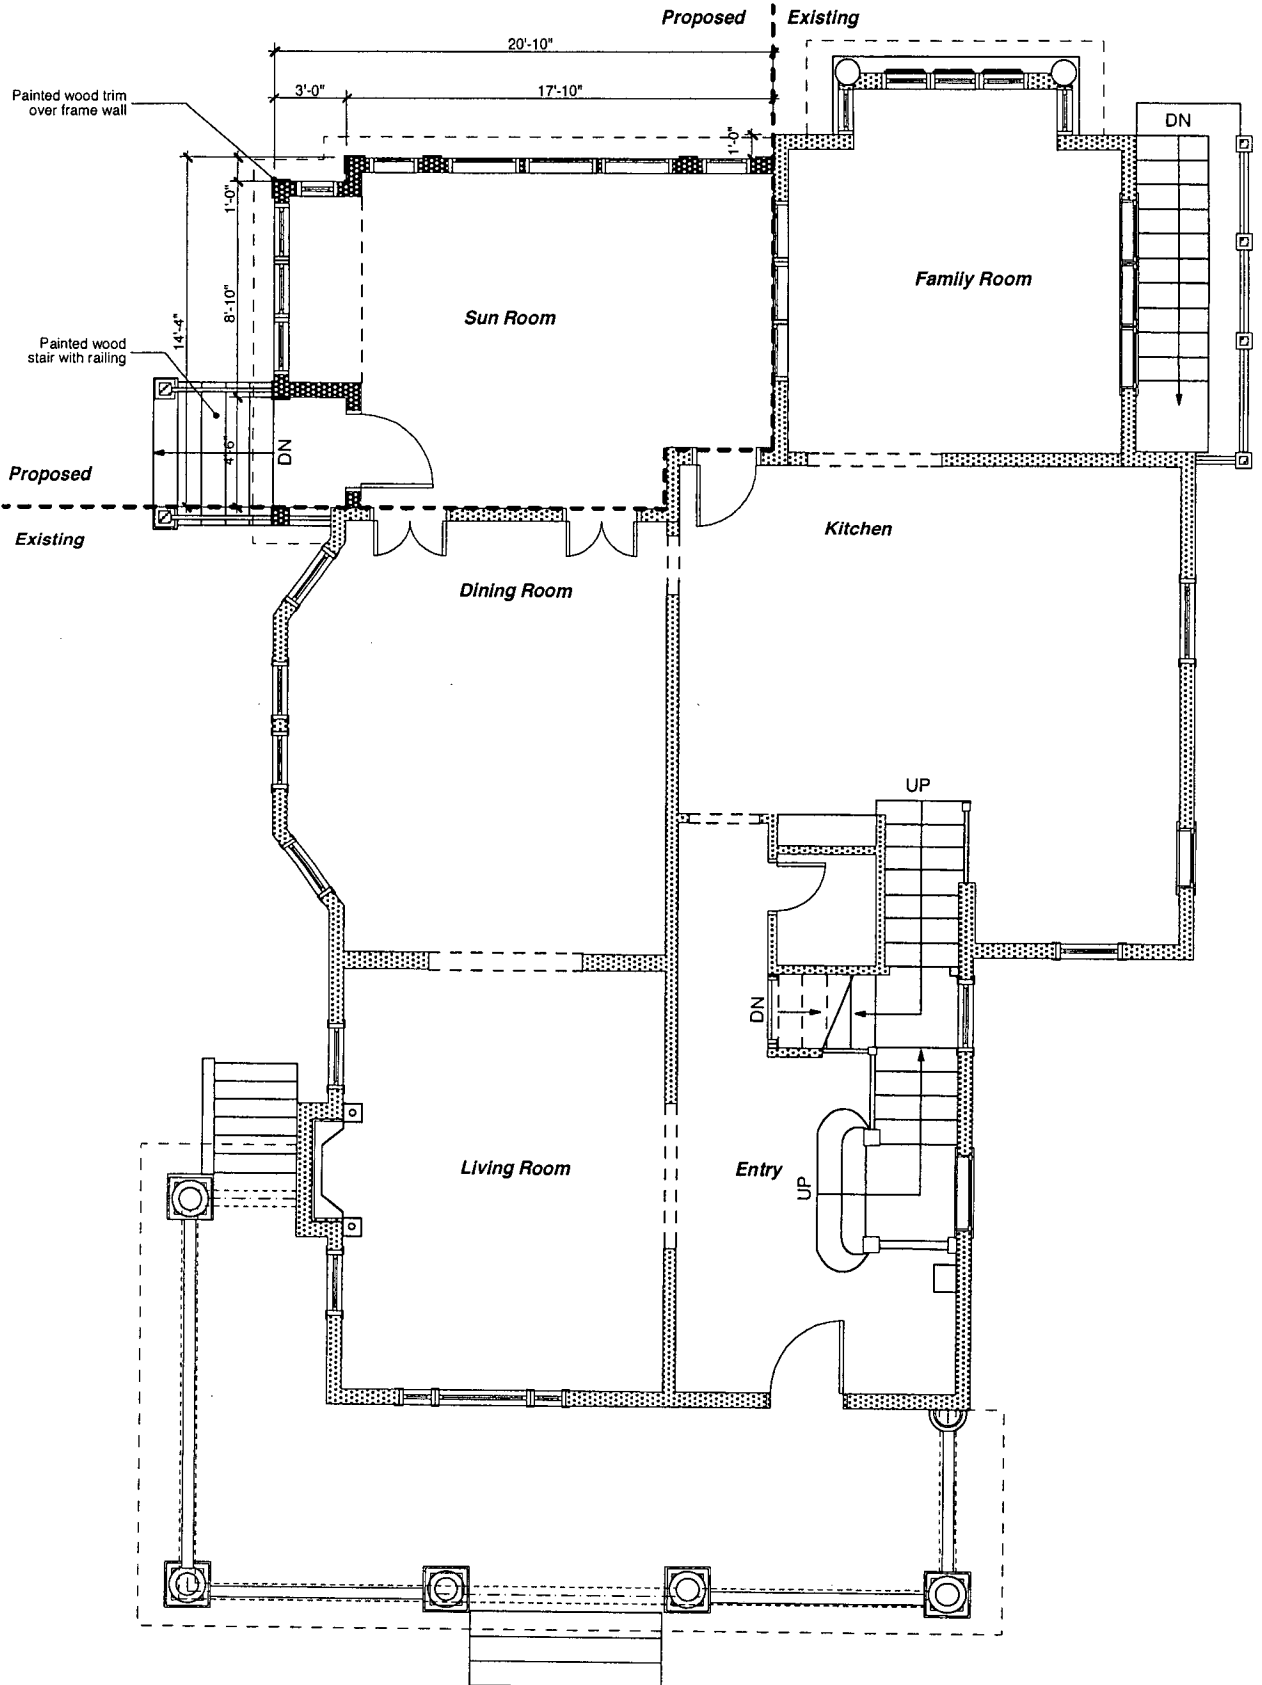 Proposed Existing
20'-10"
3'-0" 17'-10"
Painted wood trim
over frame wall
DN
1'-0"
1'-0"
Family Room
8'-10"
14'-4"
Sun Room
Painted wood
stair with railing
4'-6"
DN
Proposed
Existing
Kitchen
Dining Room
UP
DN
Living Room
Entry
UP